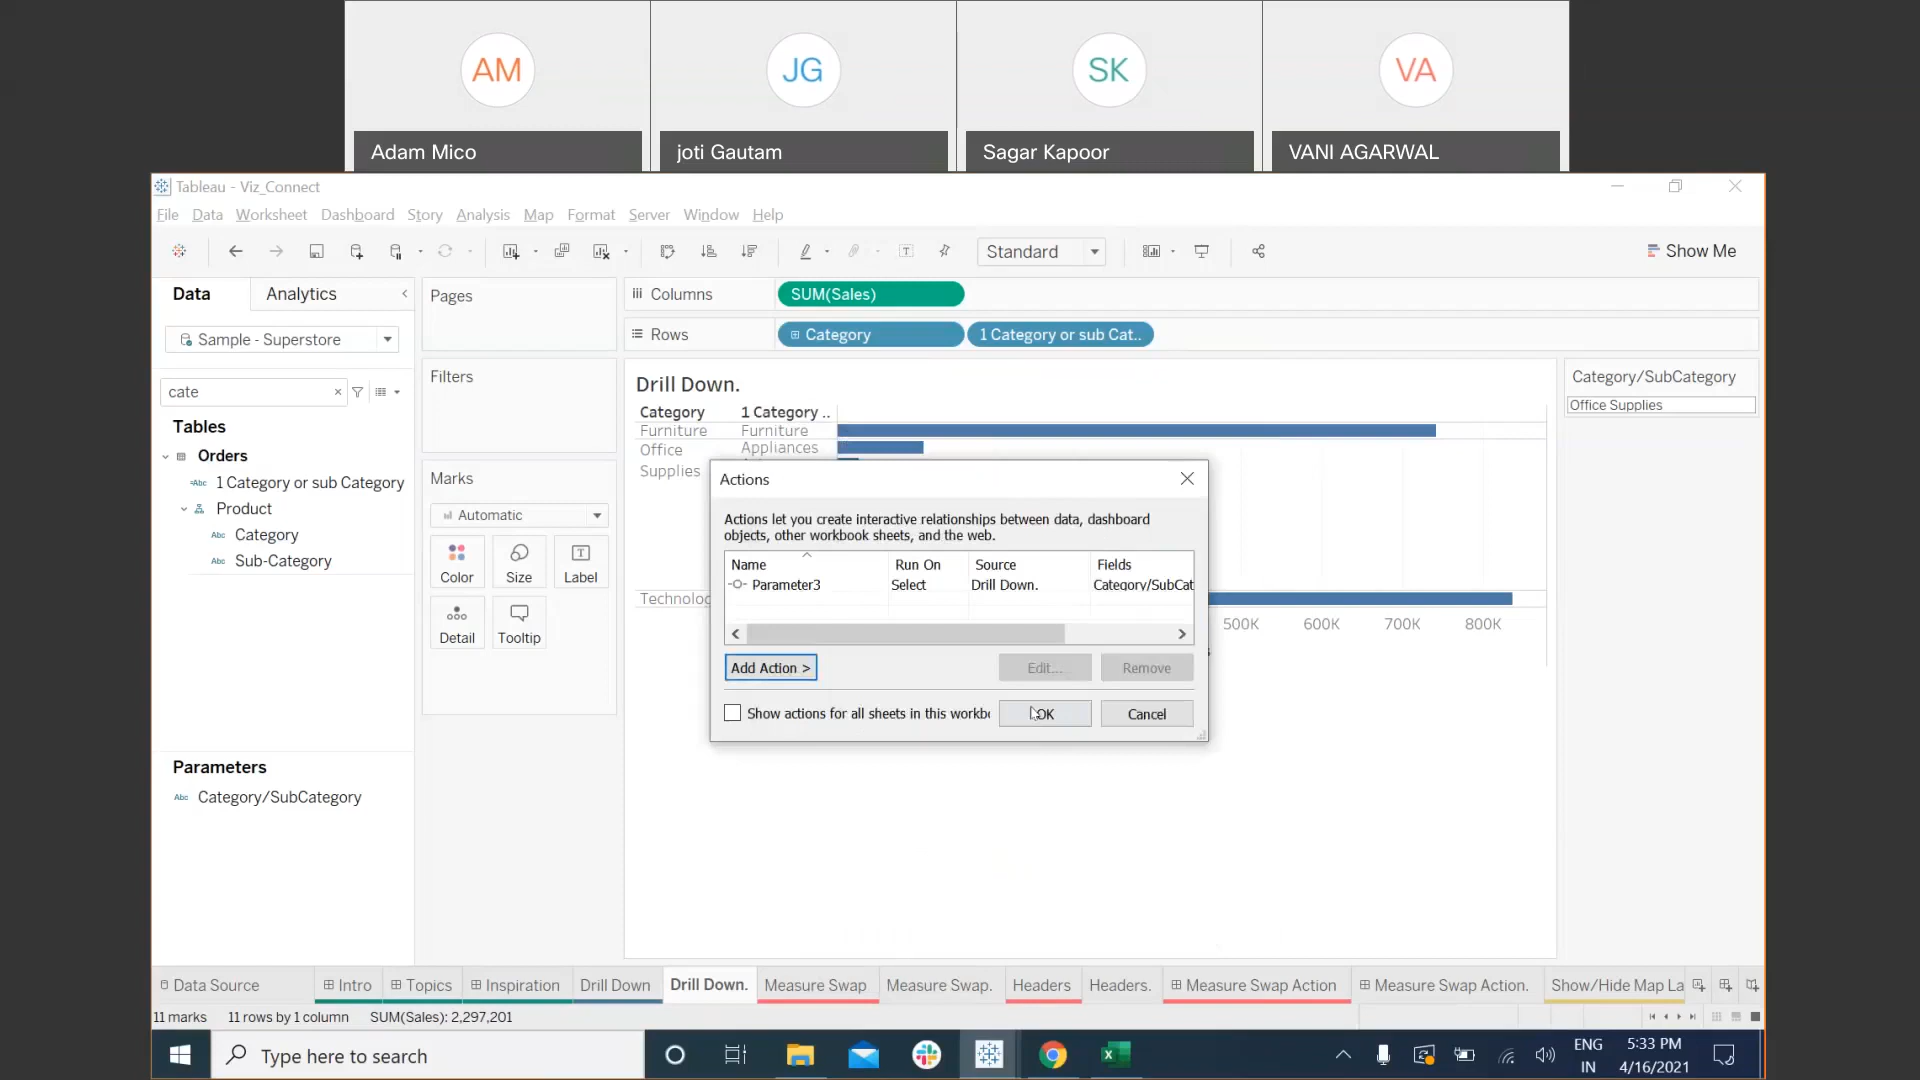 AM
JG
SK
VA
Adam Mico
joti Gautam
Sagar Kapoor
VANI AGARWAL
Tableau - Viz_Connect
File Data Worksheet Dashboard Story Analysis Map Format Server Window Help
Standard
Show Me
Data
Analytics
Pages
Columns
SUM(Sales)
Sample - Superstore
Rows
Category
1 Category or sub Cat..
Filters
Drill Down.
Category/SubCategory
cate
Office Supplies
Category
1 Category ..
Tables
Furniture
Furniture
Office Supplies
Appliances
Orders
Abc 1 Category or sub Category
Product
Abc Category
Abc Sub-Category
Marks
Automatic
Color
Size
Label
Detail
Tooltip
Actions
Actions let you create interactive relationships between data, dashboard
objects, other workbook sheets, and the web.
Name Run On Source Fields
Parameter3 Select Drill Down. Category/SubCat
Technoloc
500K 600K 700K 800K
Add Action >
Edit...
Remove
Show actions for all sheets in this workbo
OK
Cancel
Parameters
Abc Category/SubCategory
Data Source
Intro
Topics
Inspiration
Drill Down
Drill Down.
Measure Swap
Measure Swap.
Headers
Headers.
Measure Swap Action
Measure Swap Action.
Show/Hide Map La
11 marks 11 rows by 1 column SUM(Sales): 2,297,201
Type here to search
ENG
IN
5:33 PM
4/16/2021